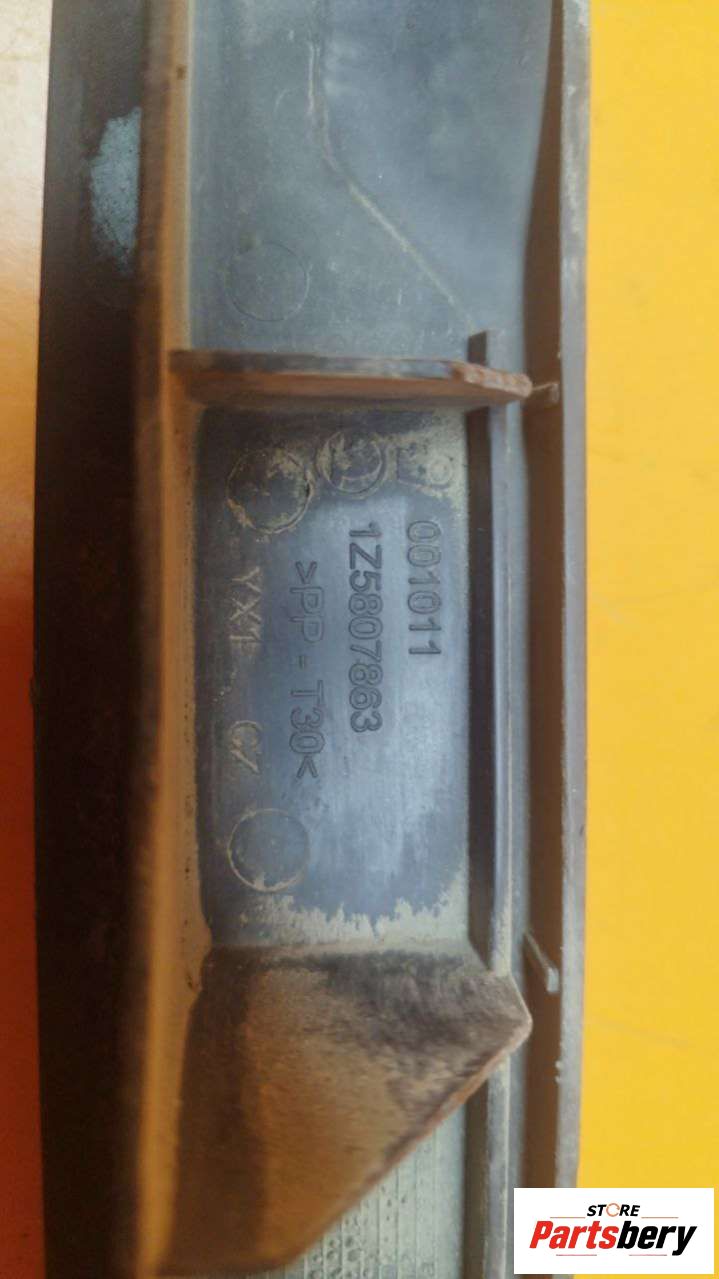 001011
1Z5807863
>PP-T30<
YX1 CZ
STORE
Partsbery